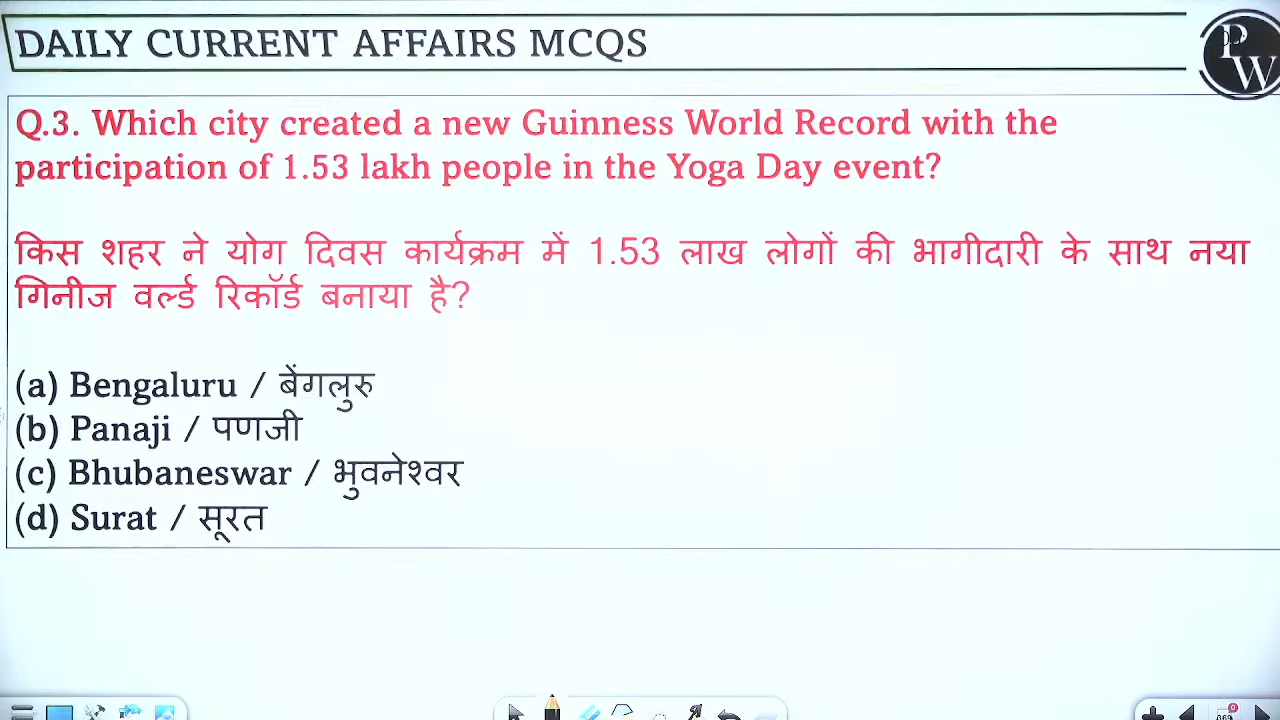 DAILY CURRENT AFFAIRS MCQS
PW
Q.3. Which city created a new Guinness World Record with the
participation of 1.53 lakh people in the Yoga Day event?
किस शहर ने योग दिवस कार्यक्रम में 1.53 लाख लोगों की भागीदारी के साथ नया
गिनीज वर्ल्ड रिकॉर्ड बनाया है?
(a) Bengaluru / बेंगलुरु
(b) Panaji / पणजी
(c) Bhubaneswar / भुवनेश्वर
(d) Surat / सूरत